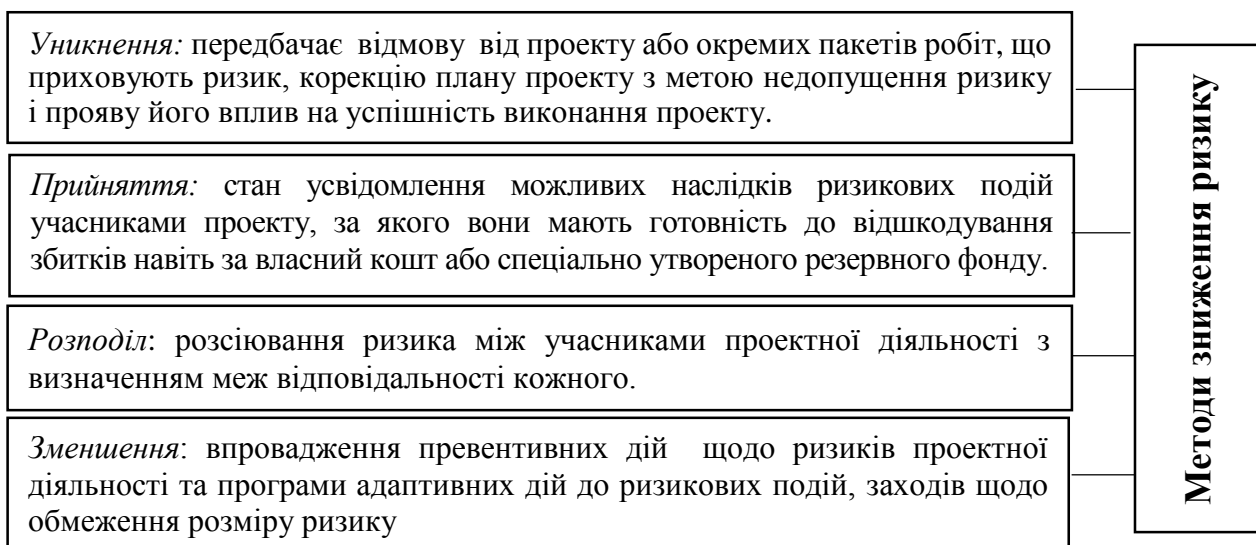 Уникнення: передбачає відмову від проекту або окремих пакетів робіт, що
приховують ризик, корекцію плану проекту з метою недопущення ризику
і прояву його вплив на успішність виконання проекту.
Прийняття: стан усвідомлення можливих наслідків ризикових подій
учасниками проекту, за якого вони мають готовність до відшкодування
збитків навіть за власний кошт або спеціально утвореного резервного фонду.
Розподіл: розсіювання ризика між учасниками проектної діяльності з
визначенням меж відповідальності кожного.
Зменшення: впровадження превентивних дій щодо ризиків проектної
діяльності та програми адаптивних дій до ризикових подій, заходів щодо
обмеження розміру ризику
Методи зниження ризику